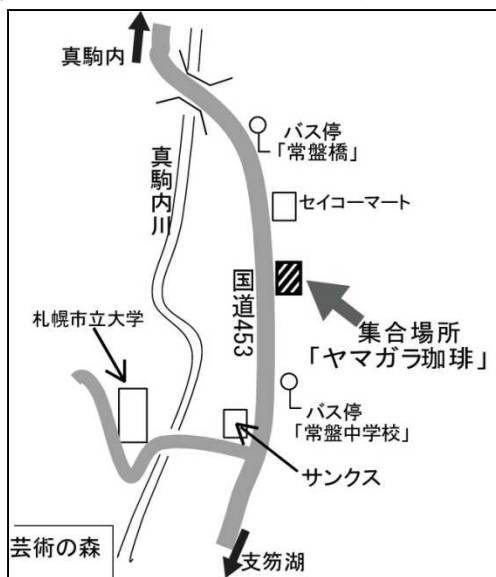 真駒内
バス停
「常盤橋」
真駒内川
セイコーマート
国道453
札幌市立大学
集合場所
「ヤマガラ珈琲」
バス停
「常盤中学校」
サンクス
芸術の森
支笏湖